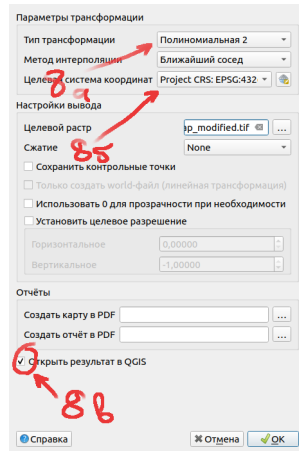 Параметры трансформации
Тип трансформации Полиномиальная 2
Метод интерполяции Ближайший сосед
Целевая система координат Project CRS: EPSG:432
8а
Настройки вывода
Целевой растр ap_modified.tif ...
8б
Сжатие None
Сохранить контрольные точки
Только создать world-файл (линейная трансформация)
Использовать 0 для прозрачности при необходимости
Установить целевое разрешение
Горизонтальное 0,00000
Вертикальное -1,00000
Отчёты
Создать карту в PDF ...
Создать отчёт в PDF ...
Открыть результат в QGIS
8в
Справка Отмена OK